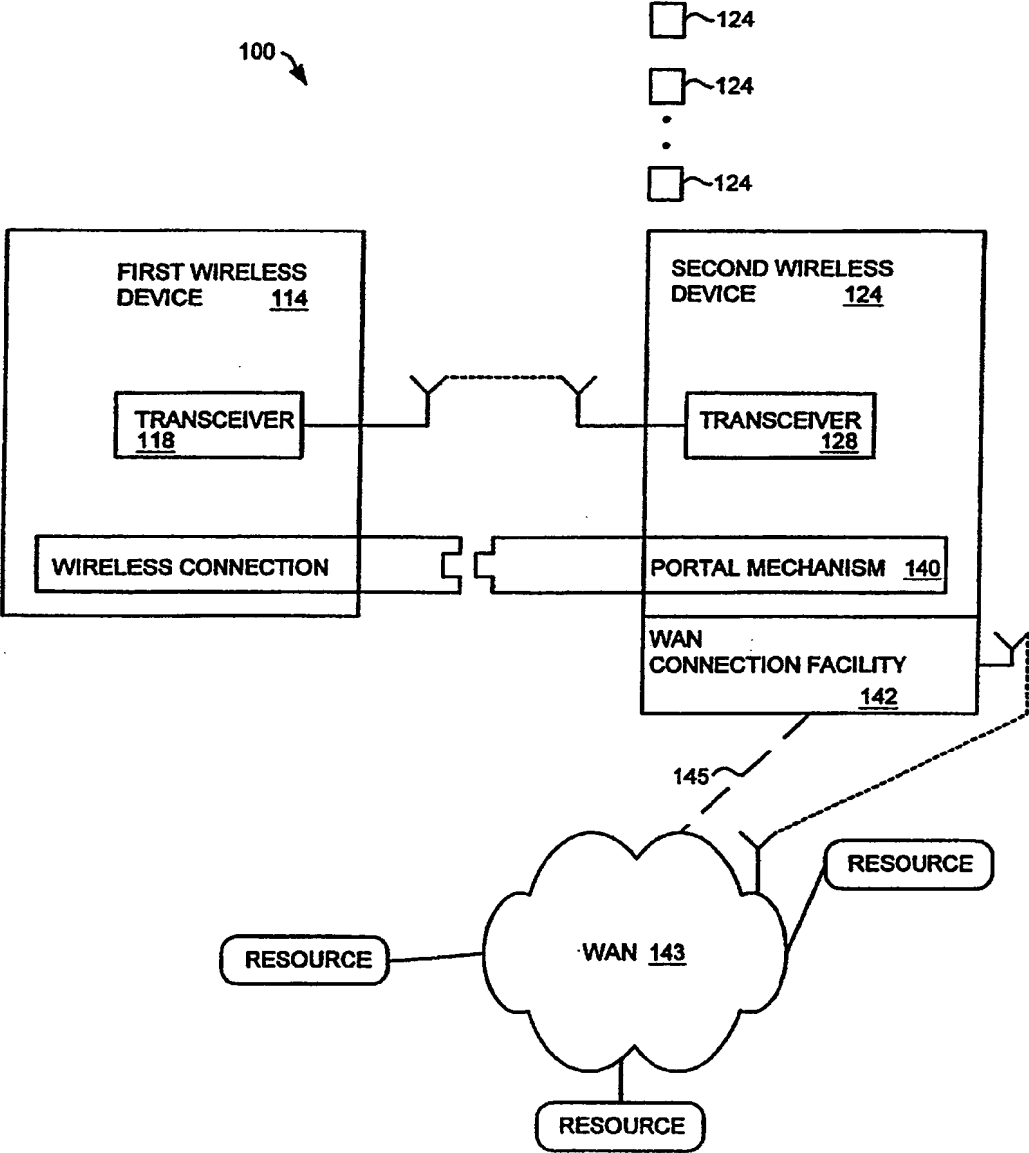 100
124
124
124
FIRST WIRELESS
DEVICE 114
SECOND WIRELESS
DEVICE 124
TRANSCEIVER
118
TRANSCEIVER
128
WIRELESS CONNECTION
PORTAL MECHANISM 140
WAN
CONNECTION FACILITY
142
145
RESOURCE
RESOURCE
WAN 143
RESOURCE